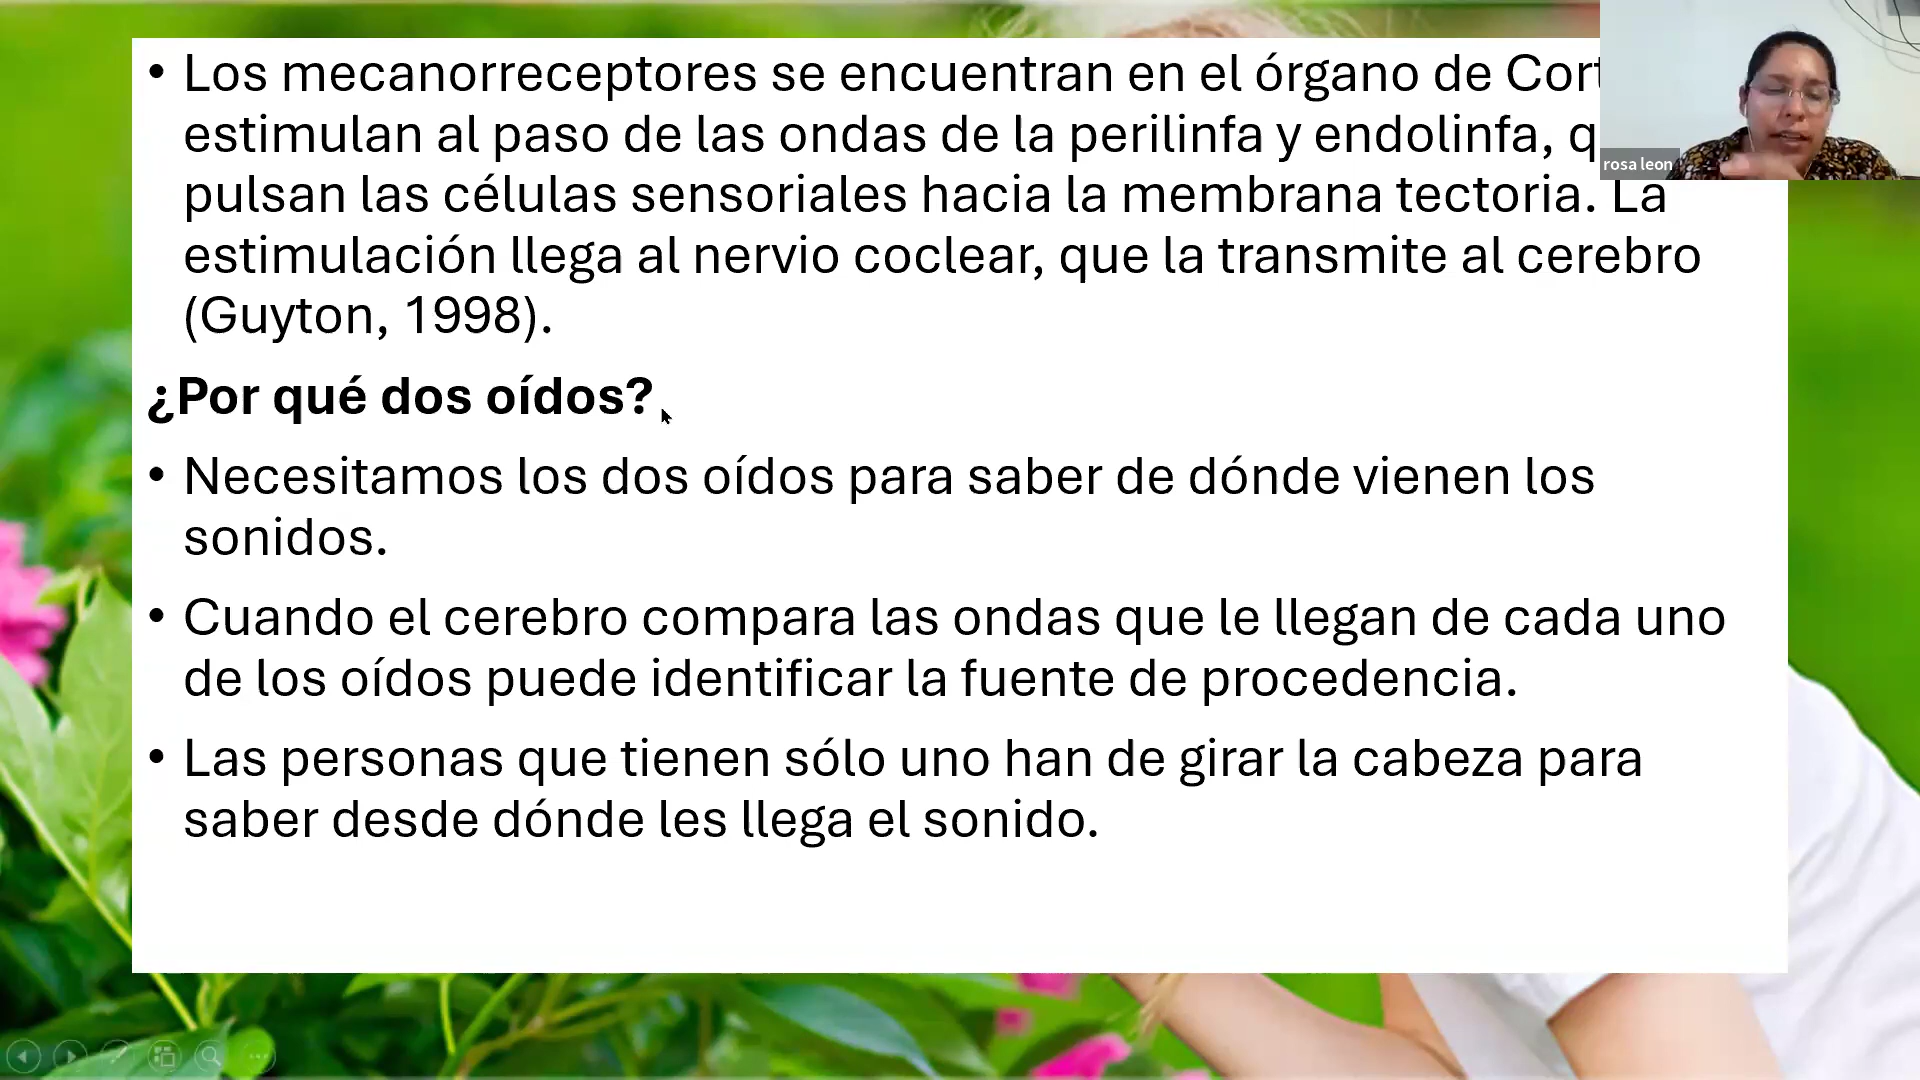 • Los mecanorreceptores se encuentran en el órgano de
estimulan al paso de las ondas de la perilinfa y endolinfa,
pulsan las células sensoriales hacia la membrana tectoria. La
estimulación llega al nervio coclear, que la transmite al cerebro
(Guyton, 1998).
¿Por qué dos oídos?
• Necesitamos los dos oídos para saber de dónde vienen los
sonidos.
• Cuando el cerebro compara las ondas que le llegan de cada uno
de los oídos puede identificar la fuente de procedencia.
• Las personas que tienen sólo uno han de girar la cabeza para
saber desde dónde les llega el sonido.
rosa leon